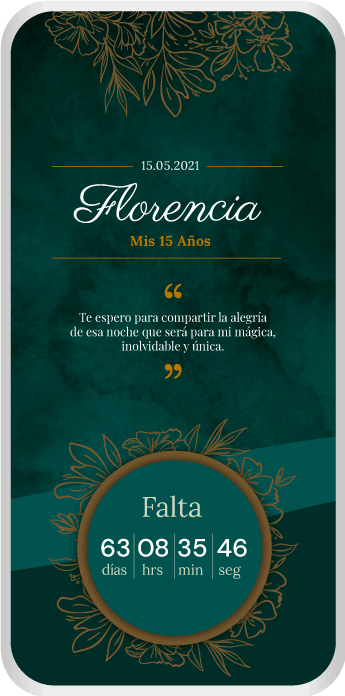 15.05.2021
Florencia
Mis 15 Años
“
Te espero para compartir la alegría
de esa noche que será para mi mágica,
inolvidable y única.
”
Falta
63 08 35 46
días hrs min seg